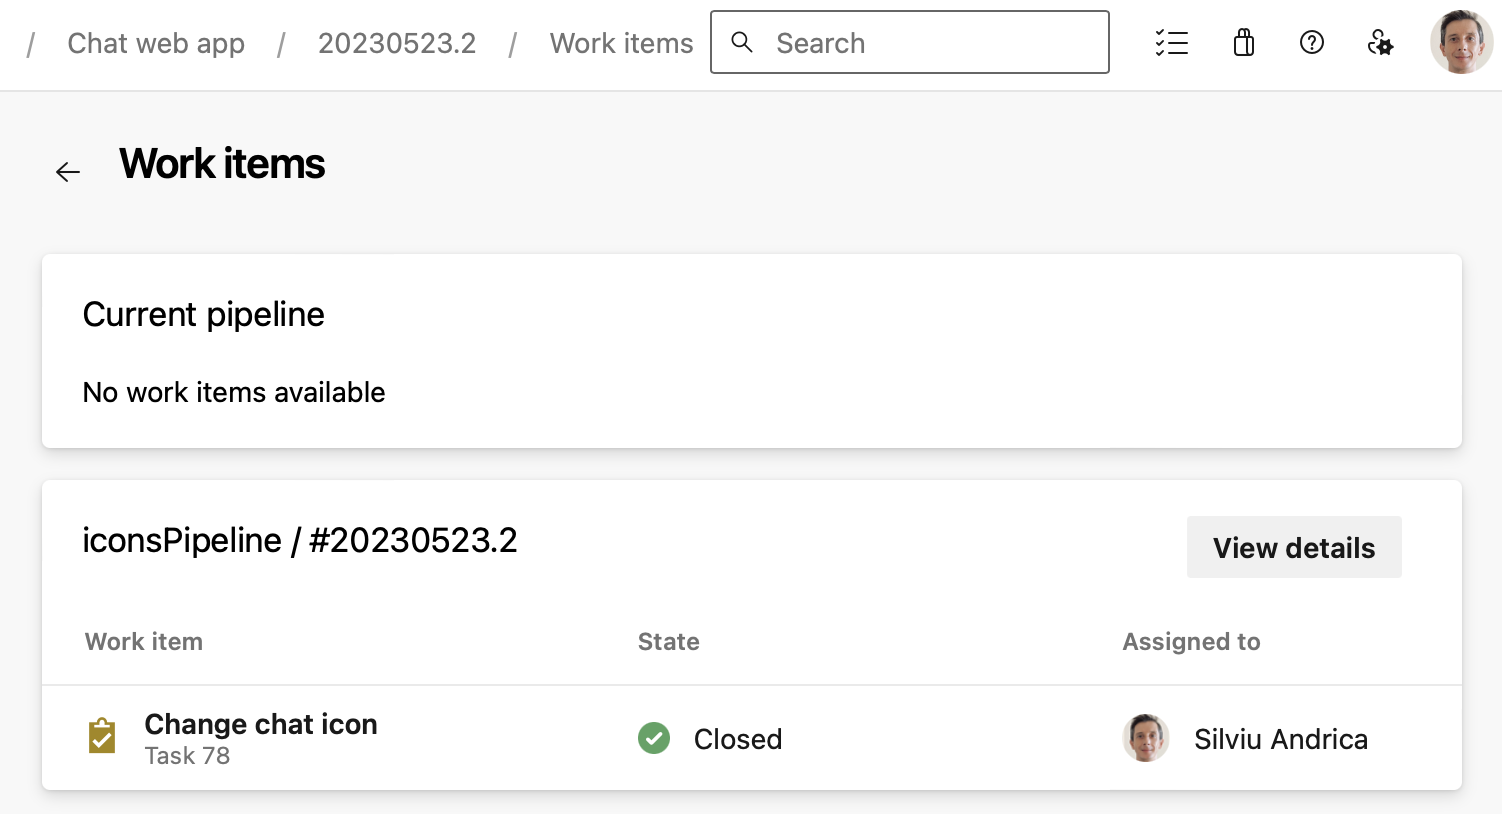 / Chat web app / 20230523.2 / Work items Search
Work items
Current pipeline
No work items available
iconsPipeline / #20230523.2
View details
Work item State Assigned to
Change chat icon
Task 78
Closed
Silviu Andrica